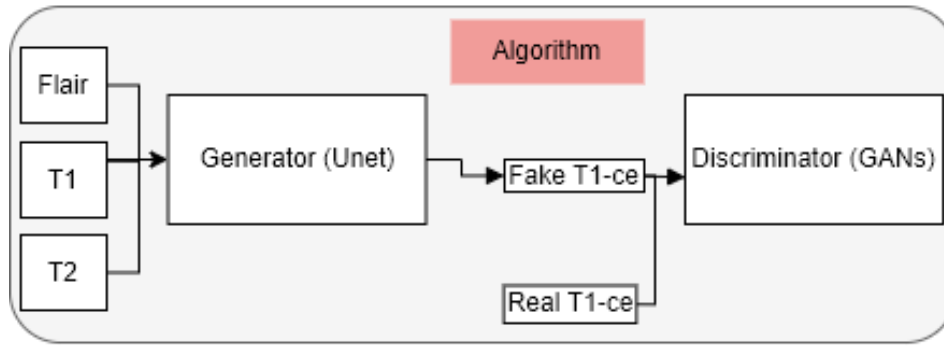 Algorithm
Flair
T1
T2
Generator (Unet)
Fake T1-ce
Real T1-ce
Discriminator (GANs)